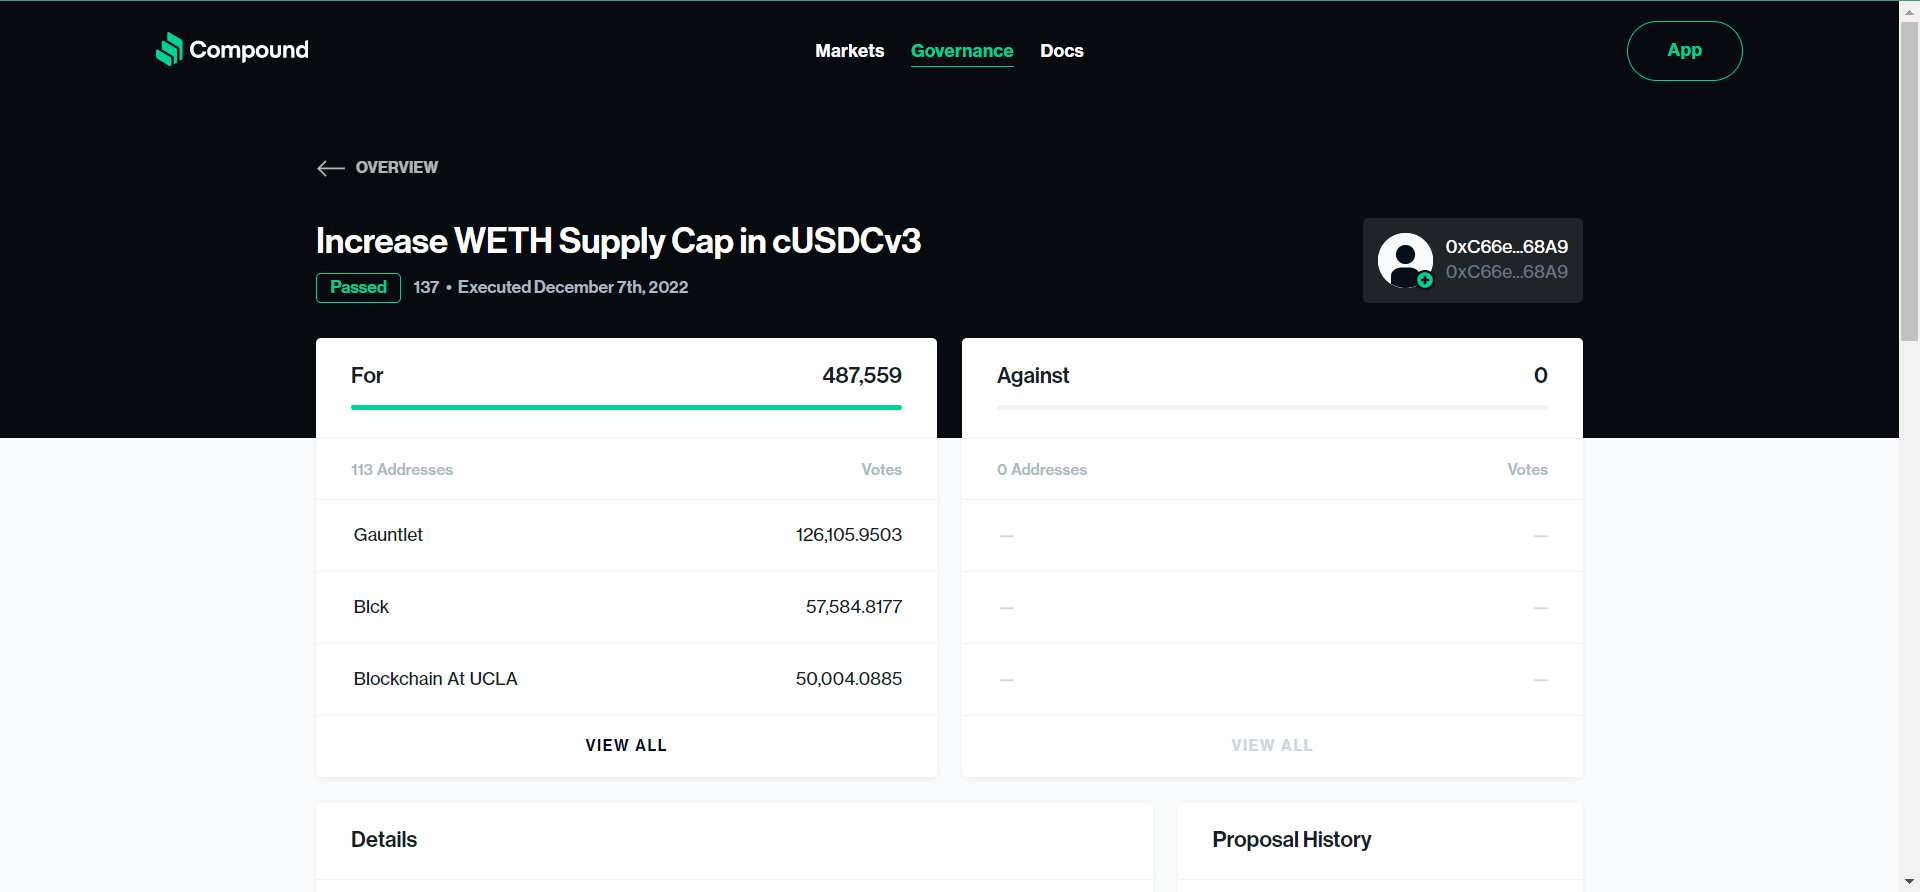 Compound
Markets Governance Docs
App
OVERVIEW
Increase WETH Supply Cap in cUSDCv3
Passed 137 • Executed December 7th, 2022
0xC66e...68A9
0xC66e...68A9
For 487,559
113 Addresses Votes
Gauntlet 126,105.9503
Blck 57,584.8177
Blockchain At UCLA 50,004.0885
VIEW ALL
Against 0
0 Addresses Votes
— —
— —
— —
VIEW ALL
Details
Proposal History